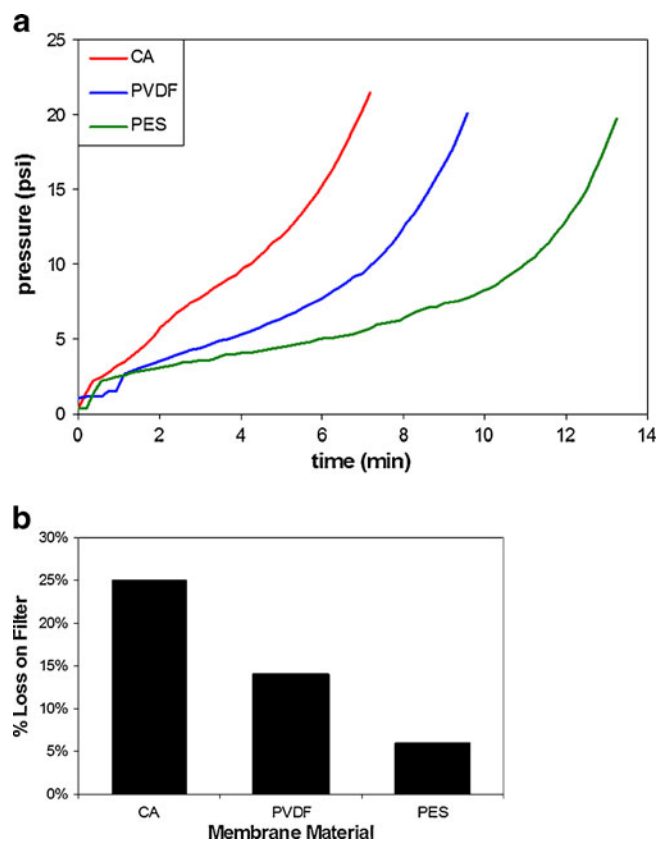 a
25
20
15
10
5
0
pressure (psi)
CA
PVDF
PES
0 2 4 6 8 10 12 14
time (min)
b
30%
25%
20%
15%
10%
5%
0%
% Loss on Filter
CA PVDF PES
Membrane Material